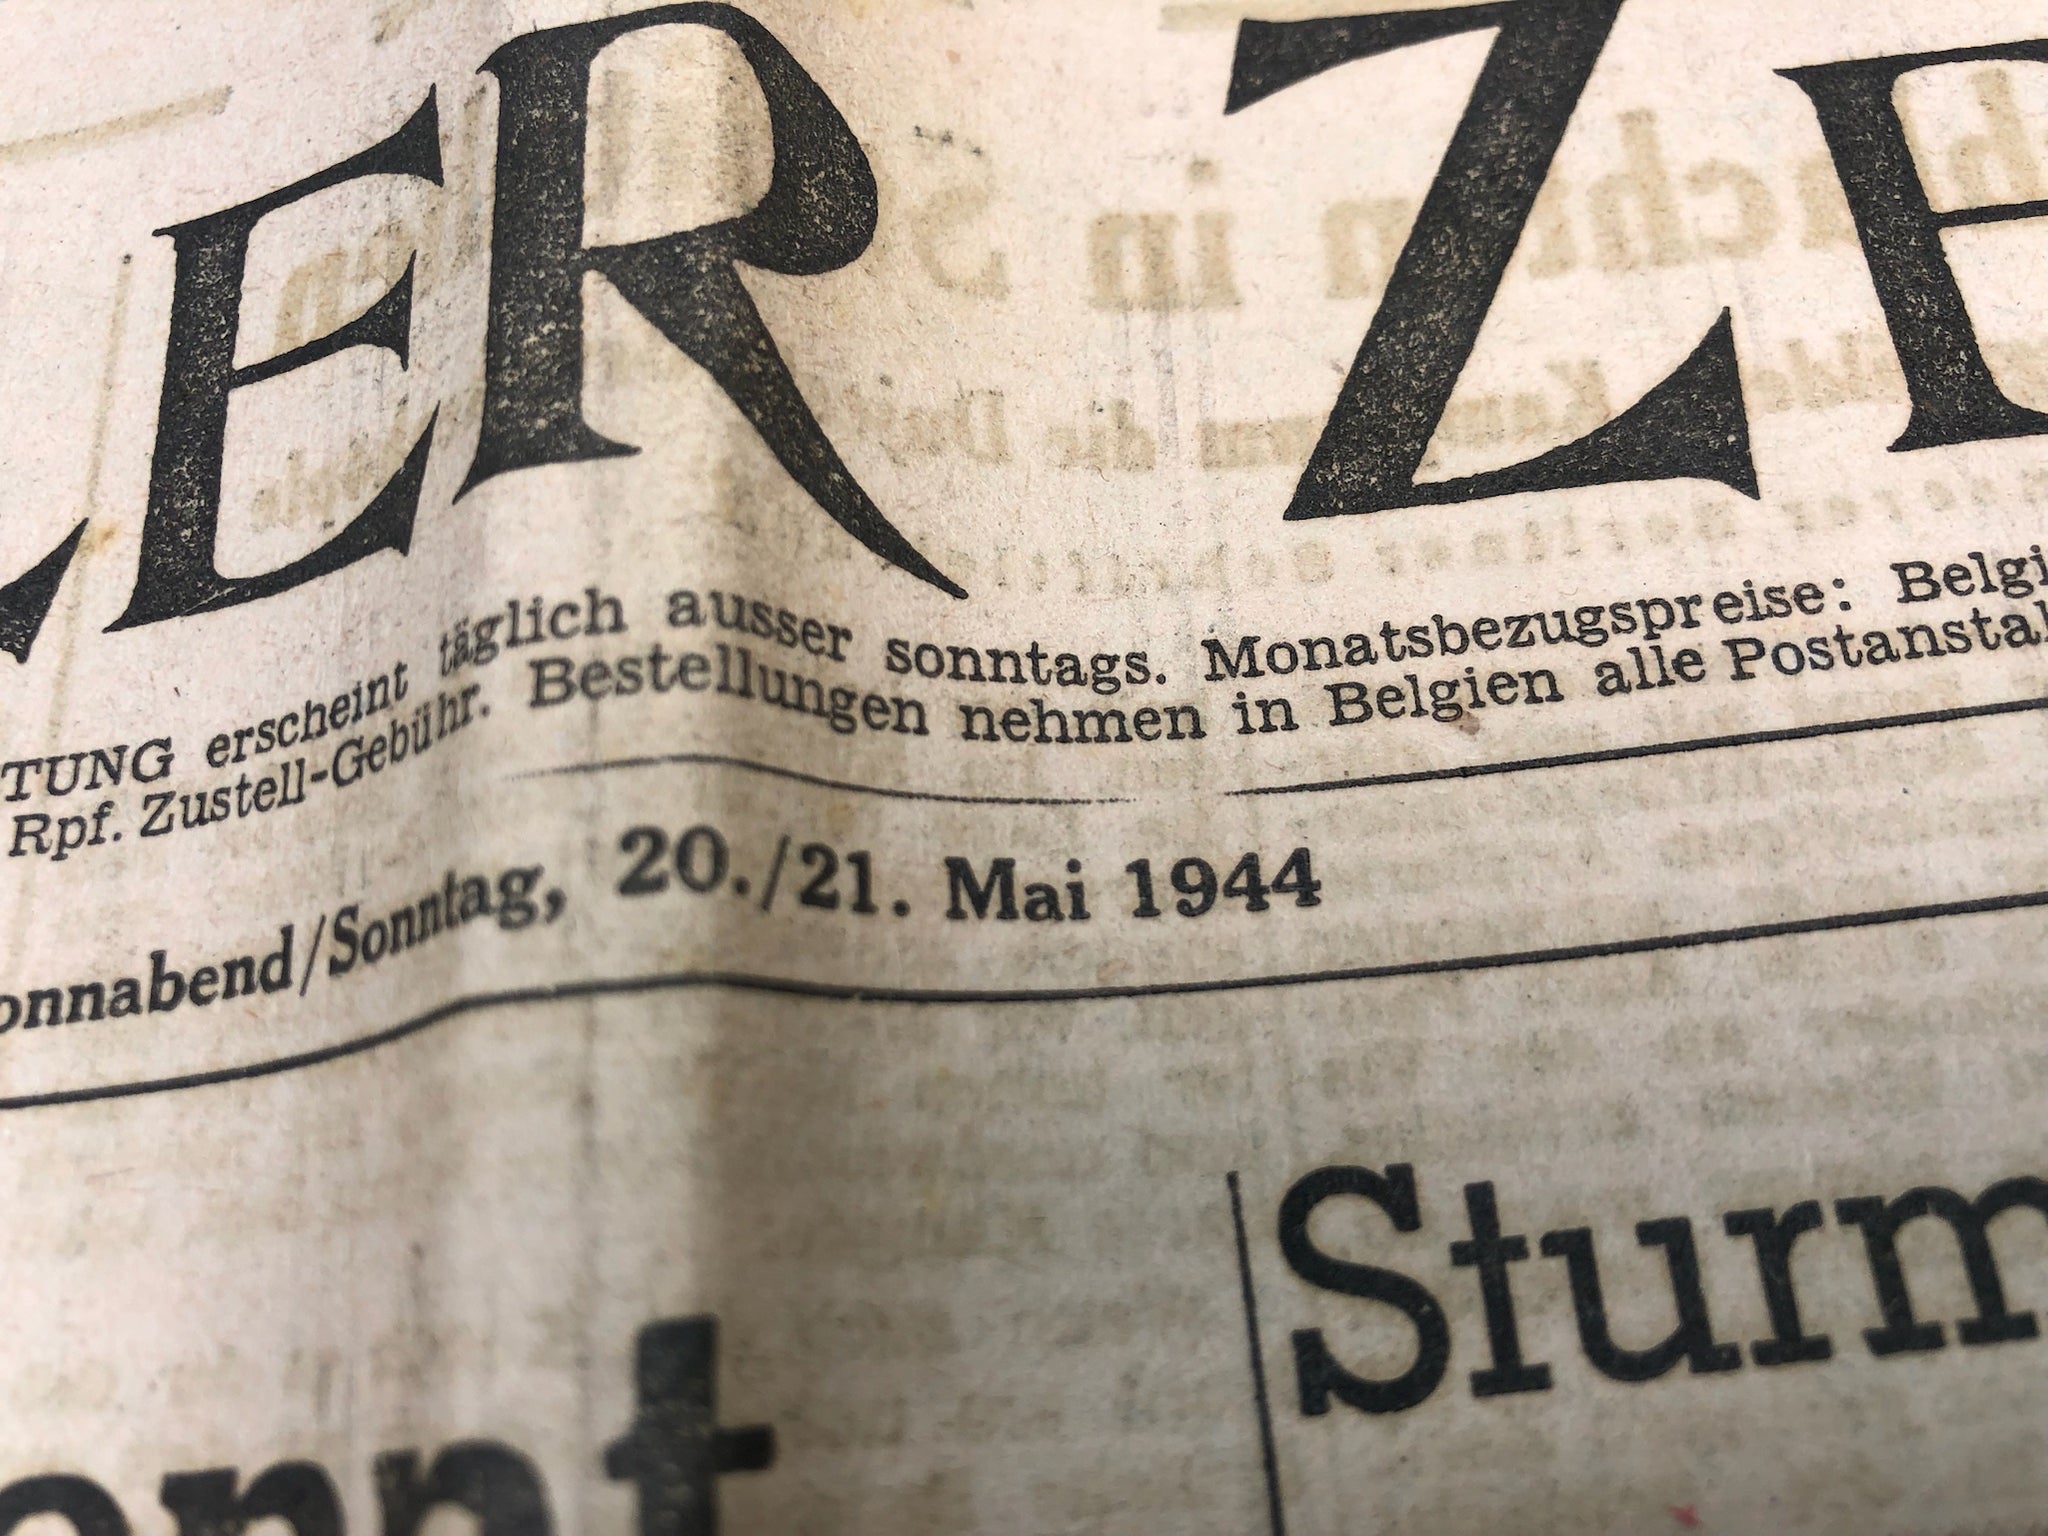 ER ZE
TUNG erscheint täglich ausser sonntags. Monatsbezugspreise: Belgi
Rpf. Zustell-Gebühr. Bestellungen nehmen in Belgien alle Postanstal
onnabend/Sonntag, 20./21. Mai 1944
Sturm
onnt